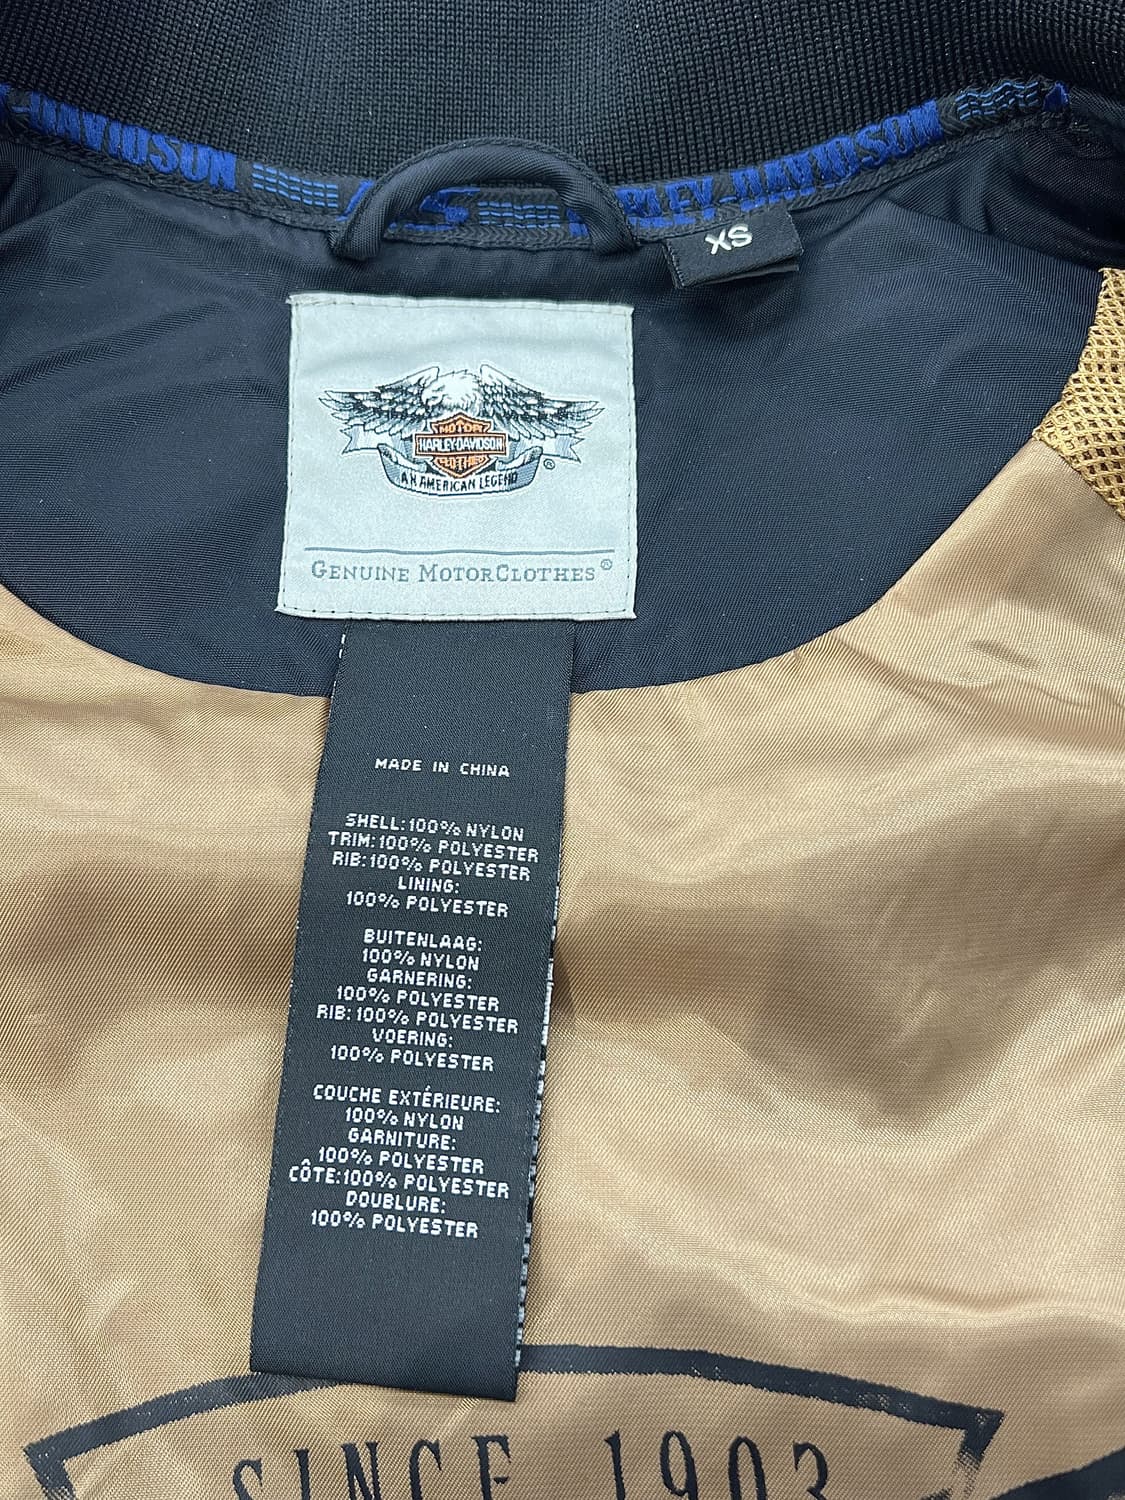 DAVIDSON
HARLEY-DAVIDSON
XS
MOTOR
HARLEY-DAVIDSON
CLOTHES
AN AMERICAN LEGEND
®
GENUINE MOTORCLOTHES®
MADE IN CHINA
SHELL:100% NYLON
TRIM:100% POLYESTER
RIB:100% POLYESTER
LINING:
100% POLYESTER
BUITENLAAG:
100% NYLON
GARNERING:
100% POLYESTER
RIB:100% POLYESTER
VOERING:
100% POLYESTER
COUCHE EXTÉRIEURE:
100% NYLON
GARNITURE:
100% POLYESTER
CÔTE:100% POLYESTER
DOUBLURE:
100% POLYESTER
SINCE 1903